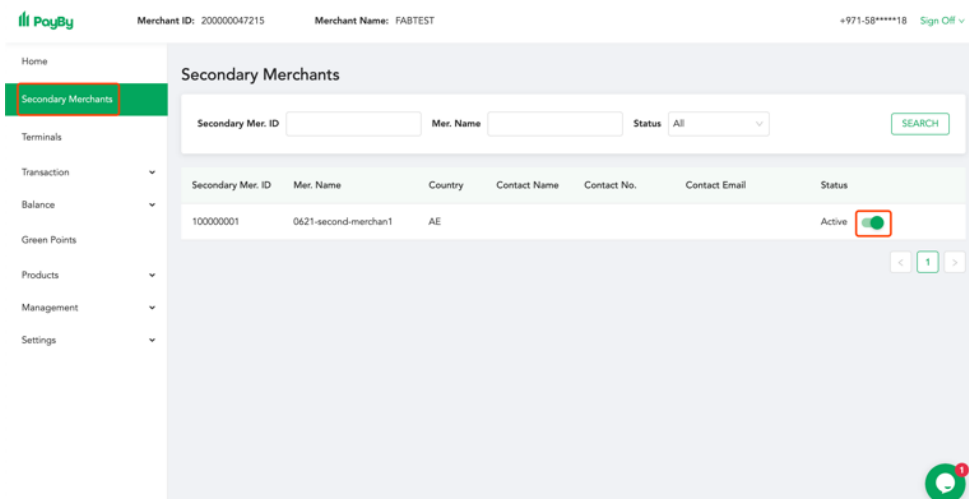 PayBy
Merchant ID: 200000047215 Merchant Name: FABTEST +971-58*****18 Sign Off
Home
Secondary Merchants
Terminals
Transaction
Balance
Green Points
Products
Management
Settings
Secondary Merchants
Secondary Mer. ID Mer. Name Status All SEARCH
Secondary Mer. ID Mer. Name Country Contact Name Contact No. Contact Email Status
100000001 0621-second-merchan1 AE Active
< 1 >
1